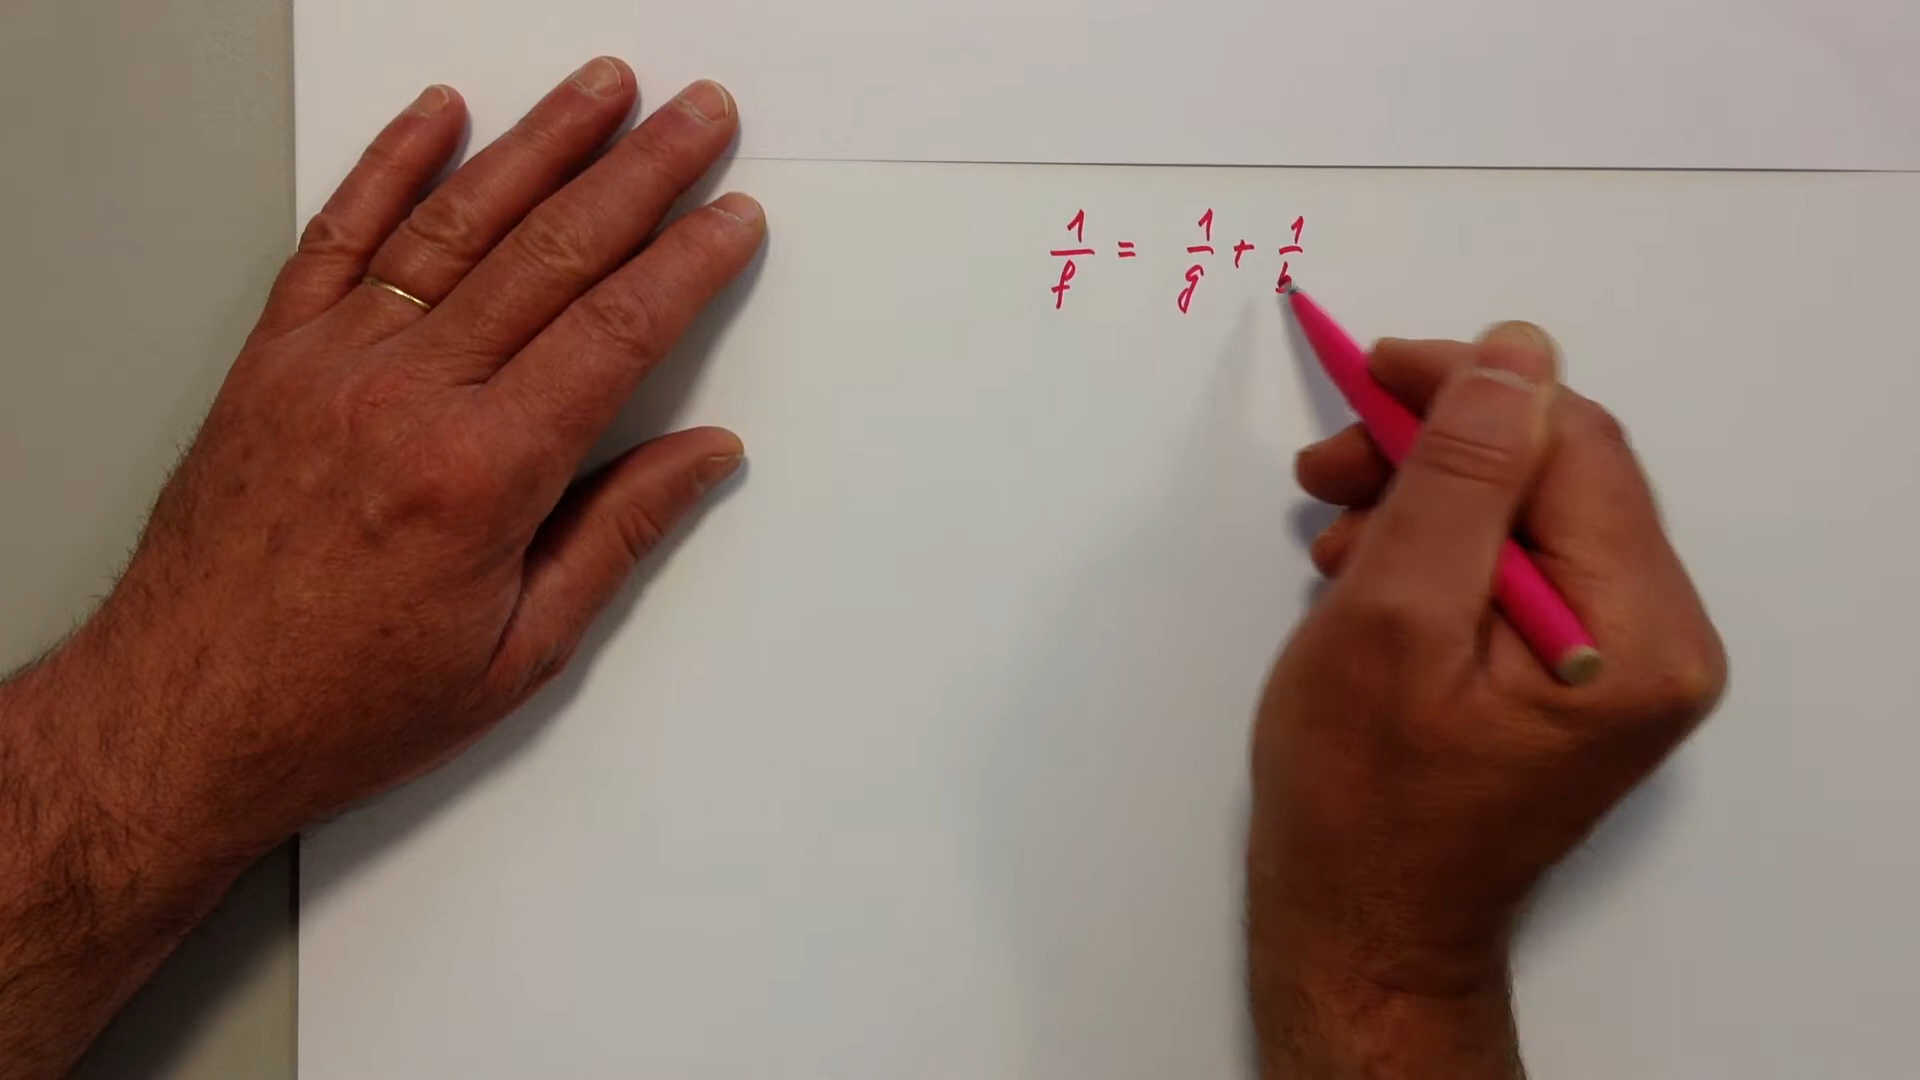 1/f = 1/g + 1/b